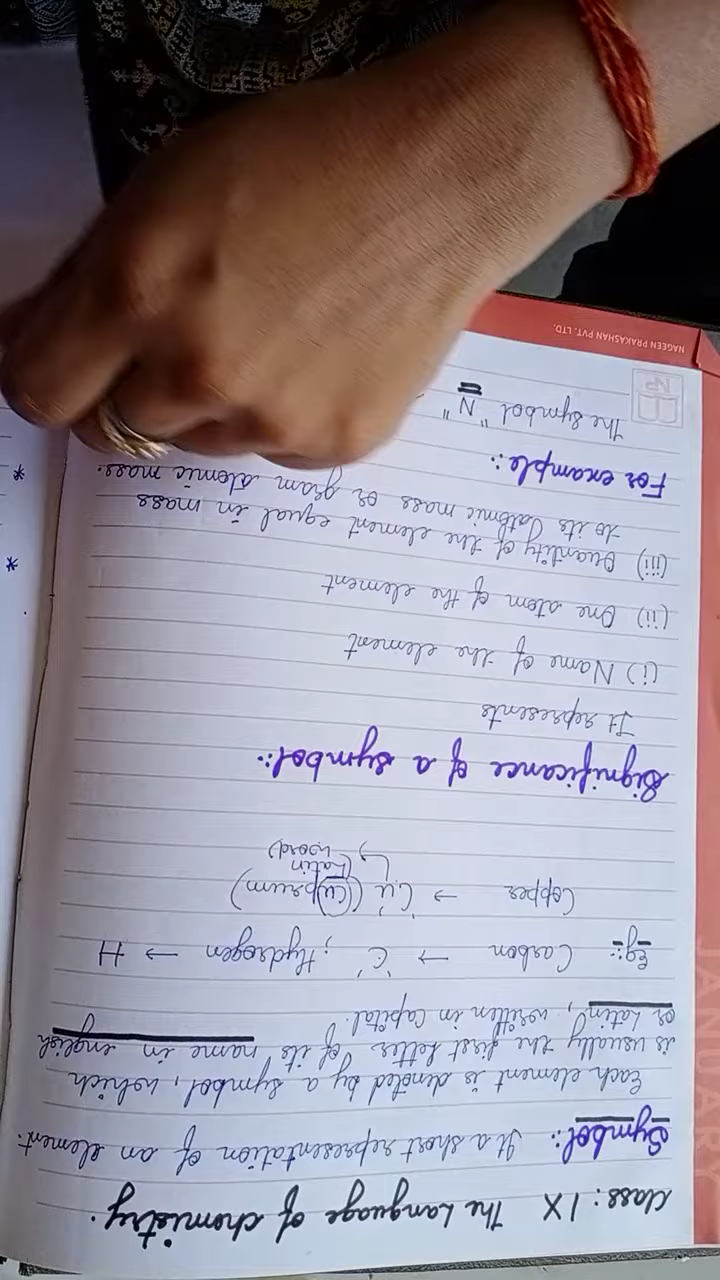 Class: IX The Language of chemistry.
Symbol:. It a short representation of an element.
Each element is denoted by a symbol, which
is usually the first letter of its name in english
or Latin, written in capital.
Eg:- Carbon → 'C' ; Hydrogen → H
Copper → 'Cu' (Cuprum)
(Latin
word)
Significance of a symbol:.
It represents
(i) Name of the element
(ii) One atom of the element
(iii) Quantity of the element equal in mass
to its atomic mass or gram atomic mass.
For example:.
The symbol "N"
NAGEEN PRAKASHAN PVT. LTD.
NP
JANUARY
*
*